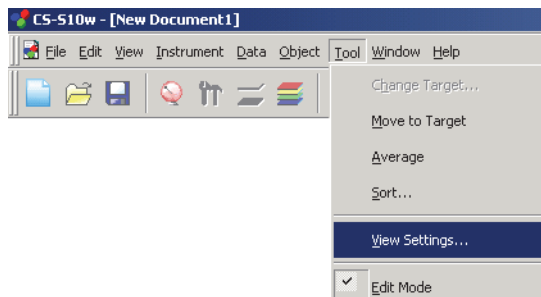 CS-S10w - [New Document1]
File Edit View Instrument Data Object Tool Window Help
Change Target...
Move to Target
Average
Sort...
View Settings...
Edit Mode